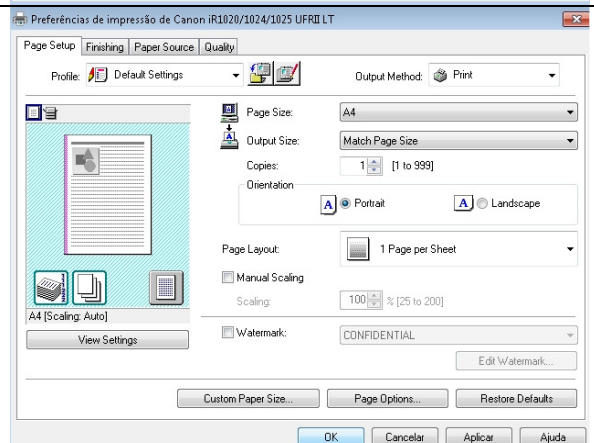 Preferências de impressão de Canon iR1020/1024/1025 UFRII LT
Page Setup Finishing Paper Source Quality
Profile: Default Settings Output Method: Print
Page Size: A4
Output Size: Match Page Size
Copies: 1 [1 to 999]
Orientation
A Portrait A Landscape
Page Layout: 1 Page per Sheet
Manual Scaling
Scaling: 100 % [25 to 200]
A4 [Scaling: Auto]
View Settings
Watermark: CONFIDENTIAL
Edit Watermark...
Custom Paper Size... Page Options... Restore Defaults
OK Cancelar Aplicar Ajuda